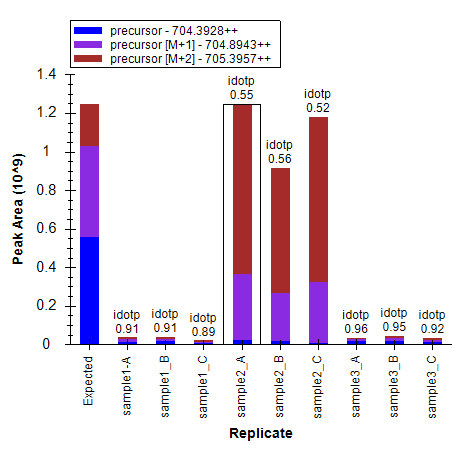 precursor - 704.3928++
precursor [M+1] - 704.8943++
precursor [M+2] - 705.3957++
1.4
1.2
1
0.8
0.6
0.4
0.2
0
Peak Area (10^9)
idotp
0.91
idotp
0.91
idotp
0.89
idotp
0.55
idotp
0.56
idotp
0.52
idotp
0.96
idotp
0.95
idotp
0.92
Expected
sample1-A
sample1_B
sample1_C
sample2_A
sample2_B
sample2_C
sample3_A
sample3_B
sample3_C
Replicate